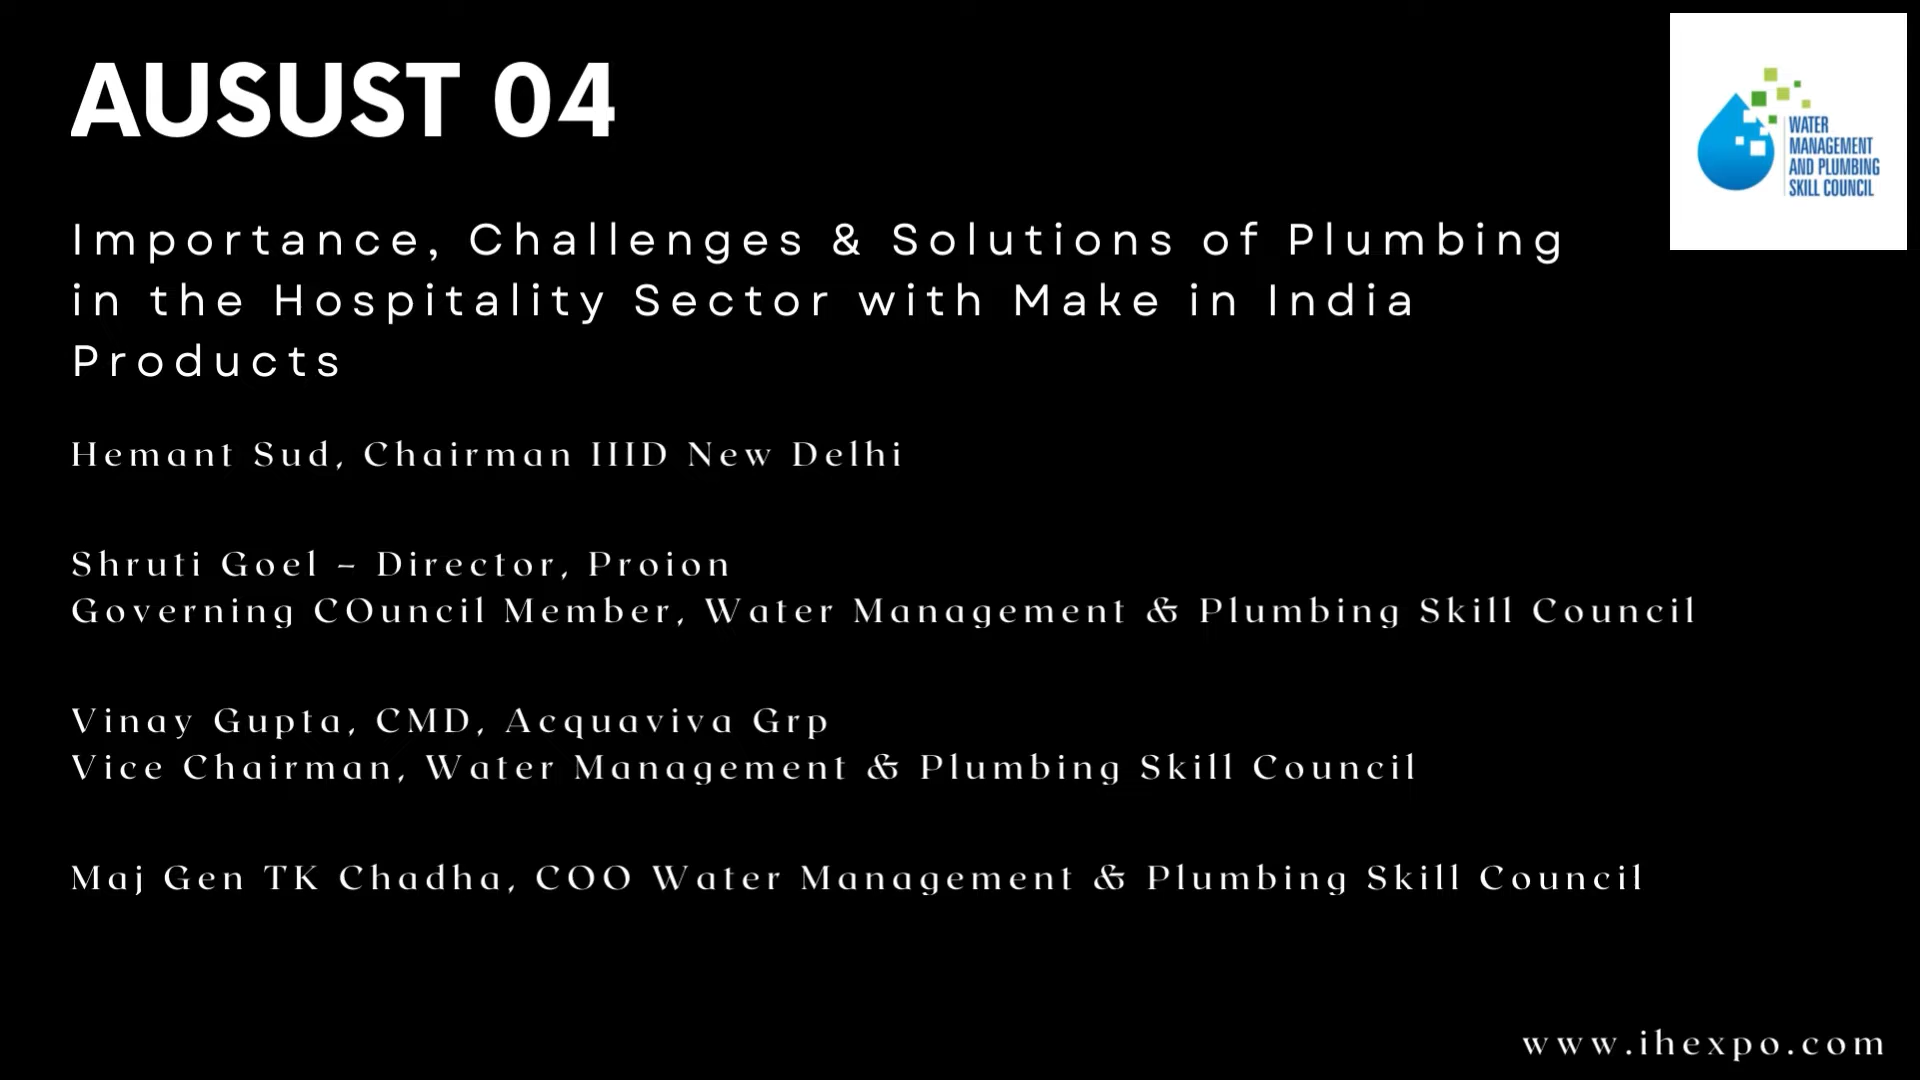 AUSUST 04
WATER
MANAGEMENT
AND PLUMBING
SKILL COUNCIL
Importance, Challenges & Solutions of Plumbing
in the Hospitality Sector with Make in India
Products
Hemant Sud, Chairman IIID New Delhi
Shruti Goel – Director, Proion
Governing COuncil Member, Water Management & Plumbing Skill Council
Vinay Gupta, CMD, Acquaviva Grp
Vice Chairman, Water Management & Plumbing Skill Council
Maj Gen TK Chadha, COO Water Management & Plumbing Skill Council
www.ihexpo.com